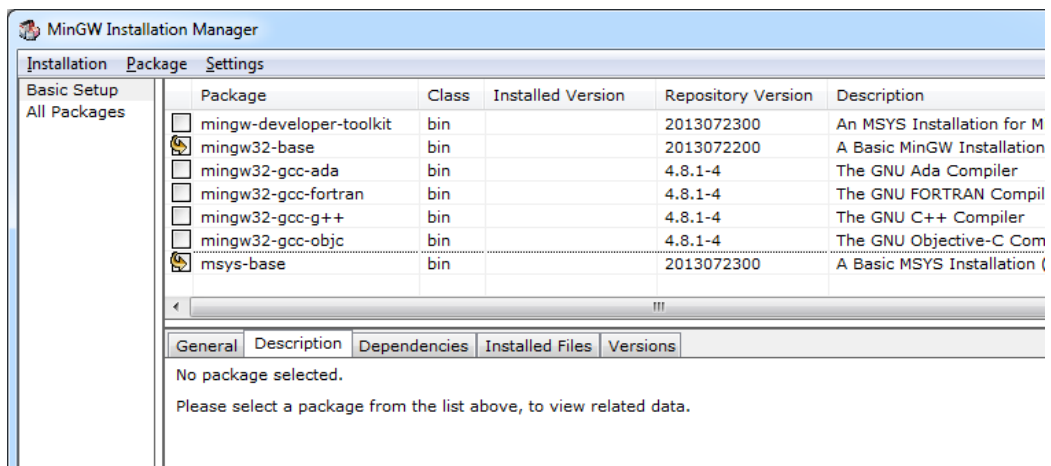 MinGW Installation Manager
Installation Package Settings
Basic Setup
All Packages
Package Class Installed Version Repository Version Description
mingw-developer-toolkit bin 2013072300 An MSYS Installation for M
mingw32-base bin 2013072200 A Basic MinGW Installation
mingw32-gcc-ada bin 4.8.1-4 The GNU Ada Compiler
mingw32-gcc-fortran bin 4.8.1-4 The GNU FORTRAN Compil
mingw32-gcc-g++ bin 4.8.1-4 The GNU C++ Compiler
mingw32-gcc-objc bin 4.8.1-4 The GNU Objective-C Com
msys-base bin 2013072300 A Basic MSYS Installation (
General Description Dependencies Installed Files Versions
No package selected.
Please select a package from the list above, to view related data.